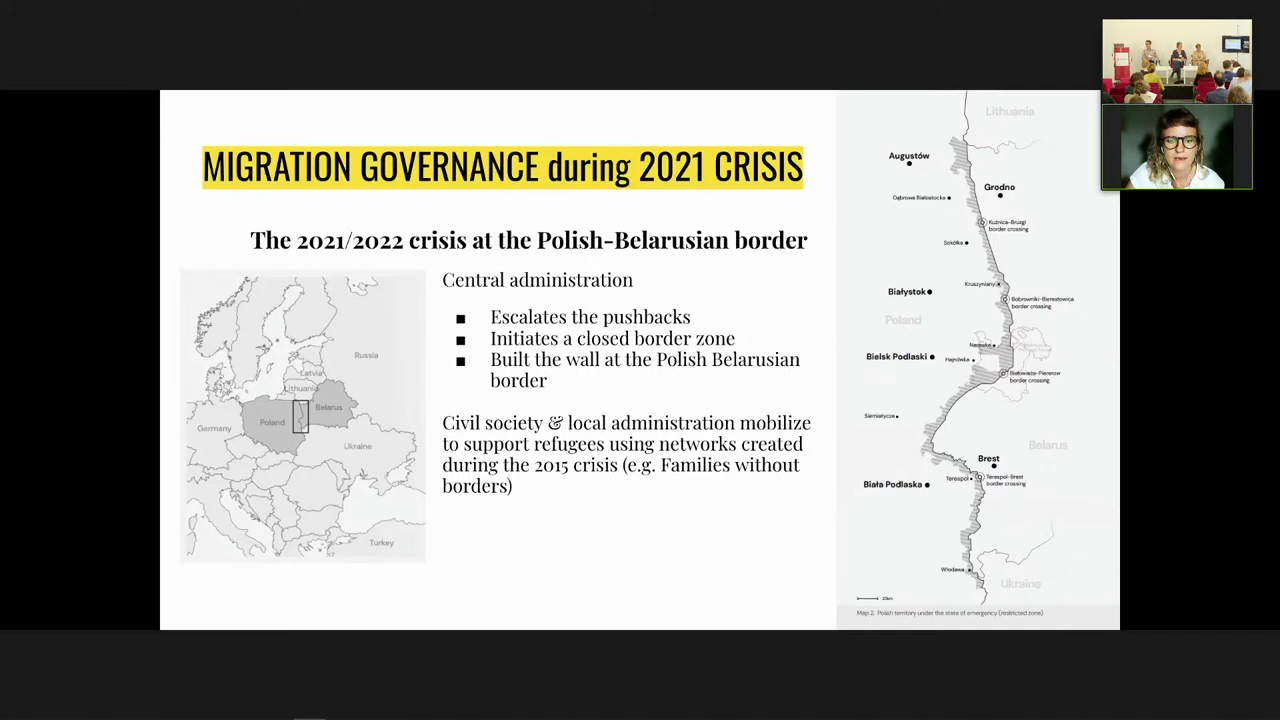 MIGRATION GOVERNANCE during 2021 CRISIS
The 2021/2022 crisis at the Polish-Belarusian border
Central administration
■ Escalates the pushbacks
■ Initiates a closed border zone
■ Built the wall at the Polish Belarusian
border
Civil society & local administration mobilize
to support refugees using networks created
during the 2015 crisis (e.g. Families without
borders)
Russia
Latvia
Lithuania
Belarus
Poland
Germany
Ukraine
Turkey
Lithuania
Augustów
Grodno
Dąbrowa Białostocka
Kuźnica-Bruzgi
border crossing
Sokółka
Kruszyniany
Białystok
Bobrowniki-Bierestowica
border crossing
Poland
Narewka
Bielsk Podlaski
Hajnówka
Białowieża-Piererow
border crossing
Siemiatycze
Belarus
Brest
Terespol
Terespol-Brest
border crossing
Biała Podlaska
Włodawa
Ukraine
20km
Map 2. Polish territory under the state of emergency (restricted zone)